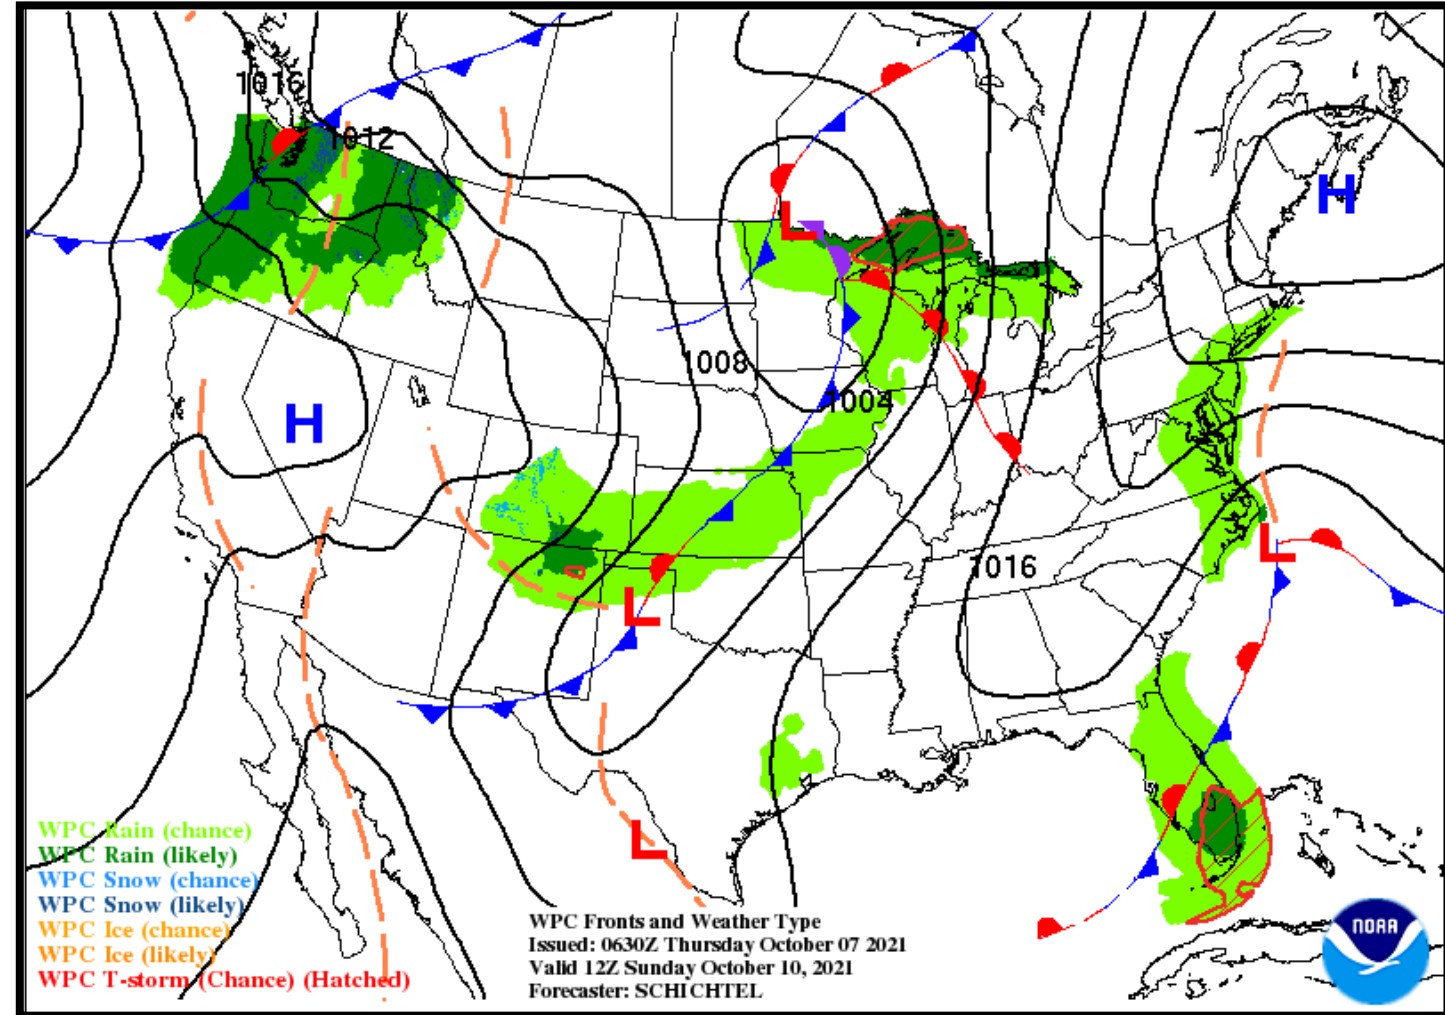 1016
1012
H
L
1008
1004
H
L
1016
L
L
WPC Rain (chance)
WPC Rain (likely)
WPC Snow (chance)
WPC Snow (likely)
WPC Ice (chance)
WPC Ice (likely)
WPC T-storm (Chance) (Hatched)
WPC Fronts and Weather Type
Issued: 0630Z Thursday October 07 2021
Valid 12Z Sunday October 10, 2021
Forecaster: SCHICHTEL
NOAA